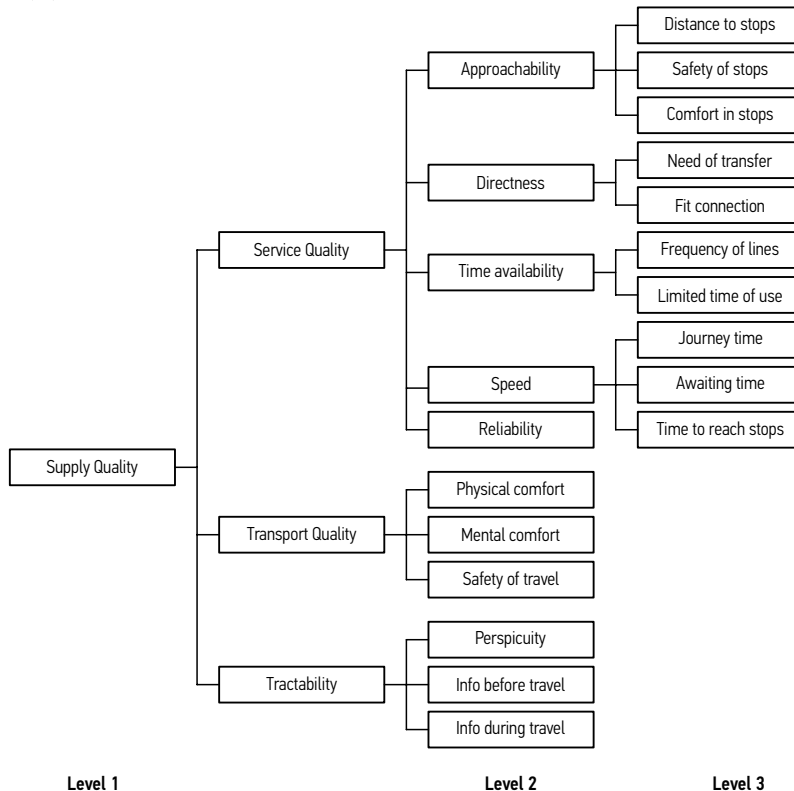 Distance to stops
Approachability
Safety of stops
Comfort in stops
Need of transfer
Directness
Fit connection
Frequency of lines
Service Quality
Time availability
Limited time of use
Journey time
Speed
Awaiting time
Reliability
Time to reach stops
Supply Quality
Physical comfort
Transport Quality
Mental comfort
Safety of travel
Perspicuity
Tractability
Info before travel
Info during travel
Level 1
Level 2
Level 3